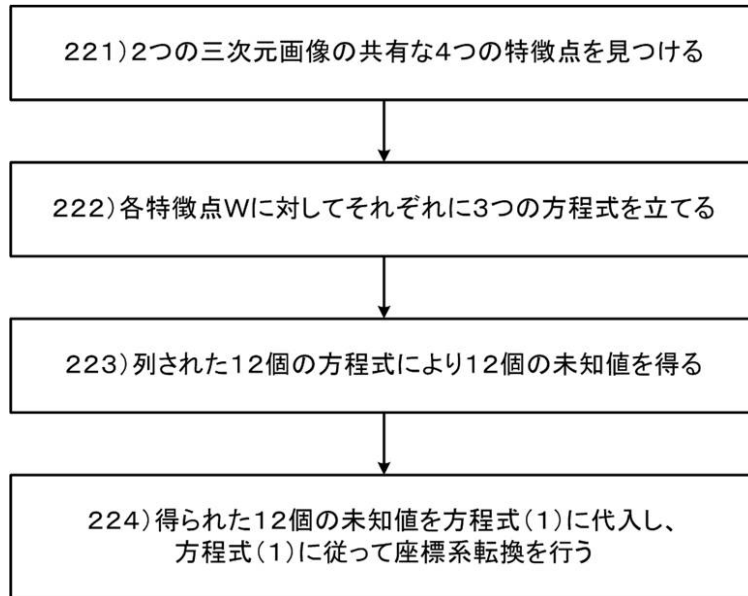 221)2つの三次元画像の共有な4つの特徴点を見つける
222)各特徴点Wに対してそれぞれに3つの方程式を立てる
223)列された12個の方程式により12個の未知値を得る
224)得られた12個の未知値を方程式(1)に代入し、
方程式(1)に従って座標系転換を行う